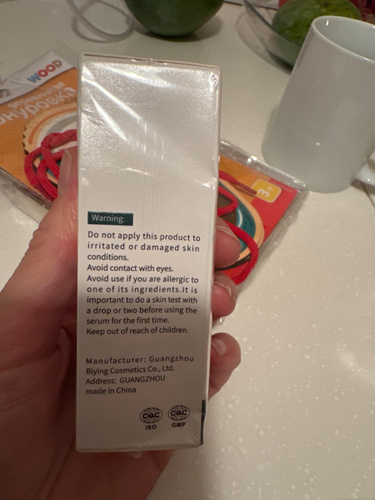 WOOD
Warning:
Do not apply this product to
irritated or damaged skin
conditions.
Avoid contact with eyes.
Avoid use if you are allergic to
one of its ingredients.It is
important to do a skin test with
a drop or two before using the
serum for the first time.
Keep out of reach of children.
Manufacturer: Guangzhou
Biying Cosmetics Co., Ltd.
Address: GUANGZHOU
made in China
CQC CQC
ISO GMP